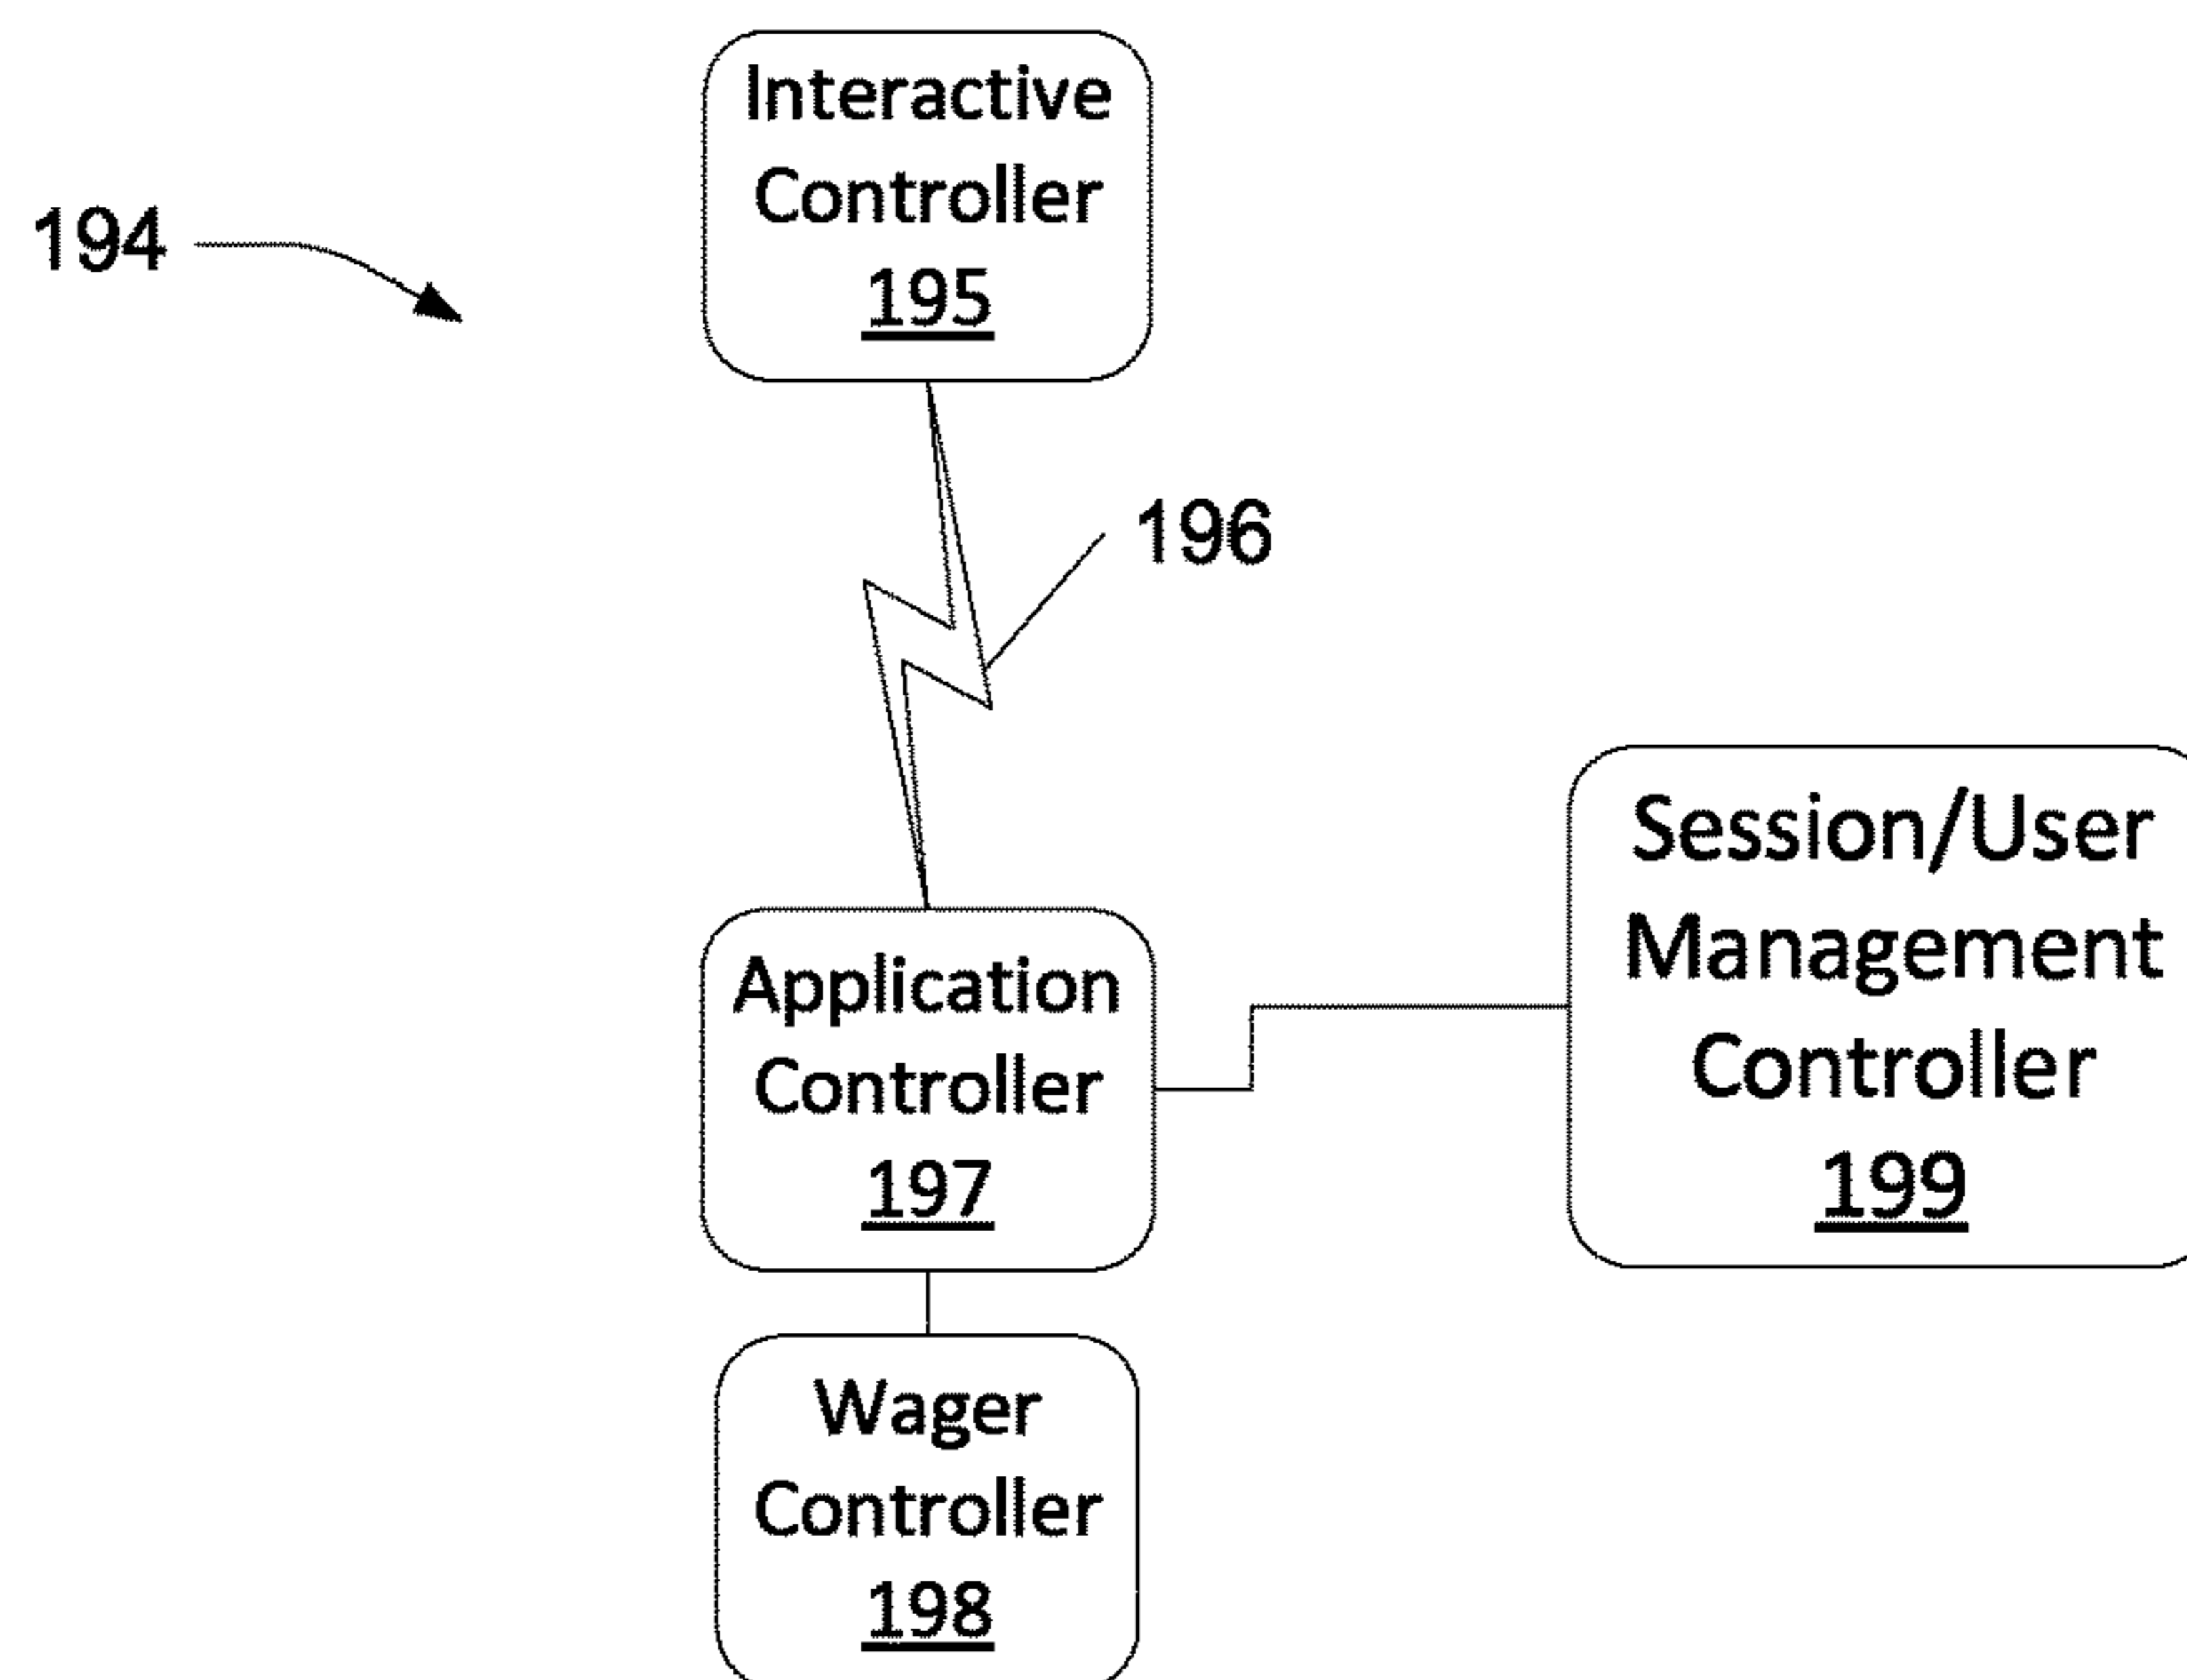 Interactive
Controller
195
194
196
Application
Controller
197
Session/User
Management
Controller
199
Wager
Controller
198